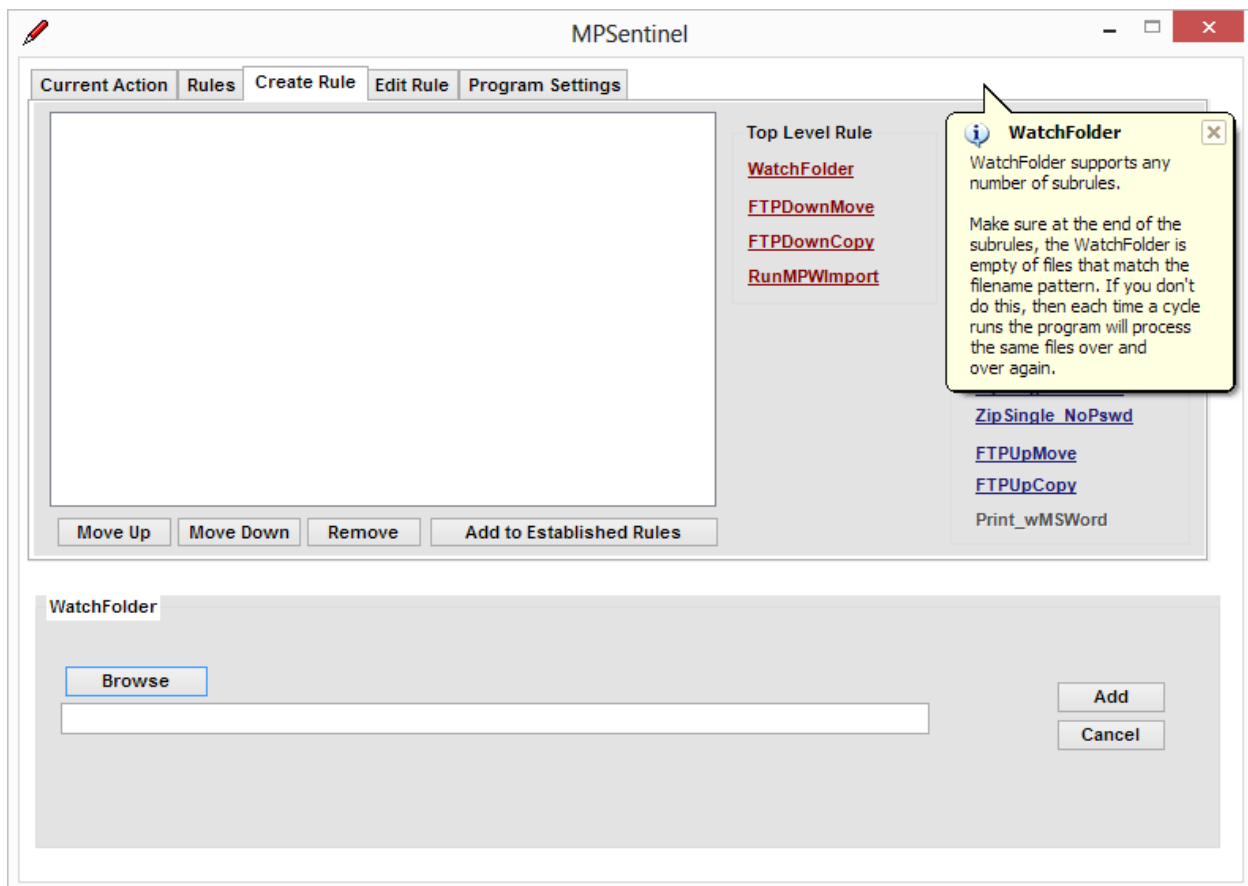 MPSentinel
Current Action Rules Create Rule Edit Rule Program Settings
Top Level Rule
WatchFolder
FTPDownMove
FTPDownCopy
RunMPWImport
WatchFolder
WatchFolder supports any
number of subrules.
Make sure at the end of the
subrules, the WatchFolder is
empty of files that match the
filename pattern. If you don't
do this, then each time a cycle
runs the program will process
the same files over and
over again.
ZipSingle_NoPswd
FTPUpMove
FTPUpCopy
Print_wMSWord
Move Up Move Down Remove Add to Established Rules
WatchFolder
Browse
Add
Cancel